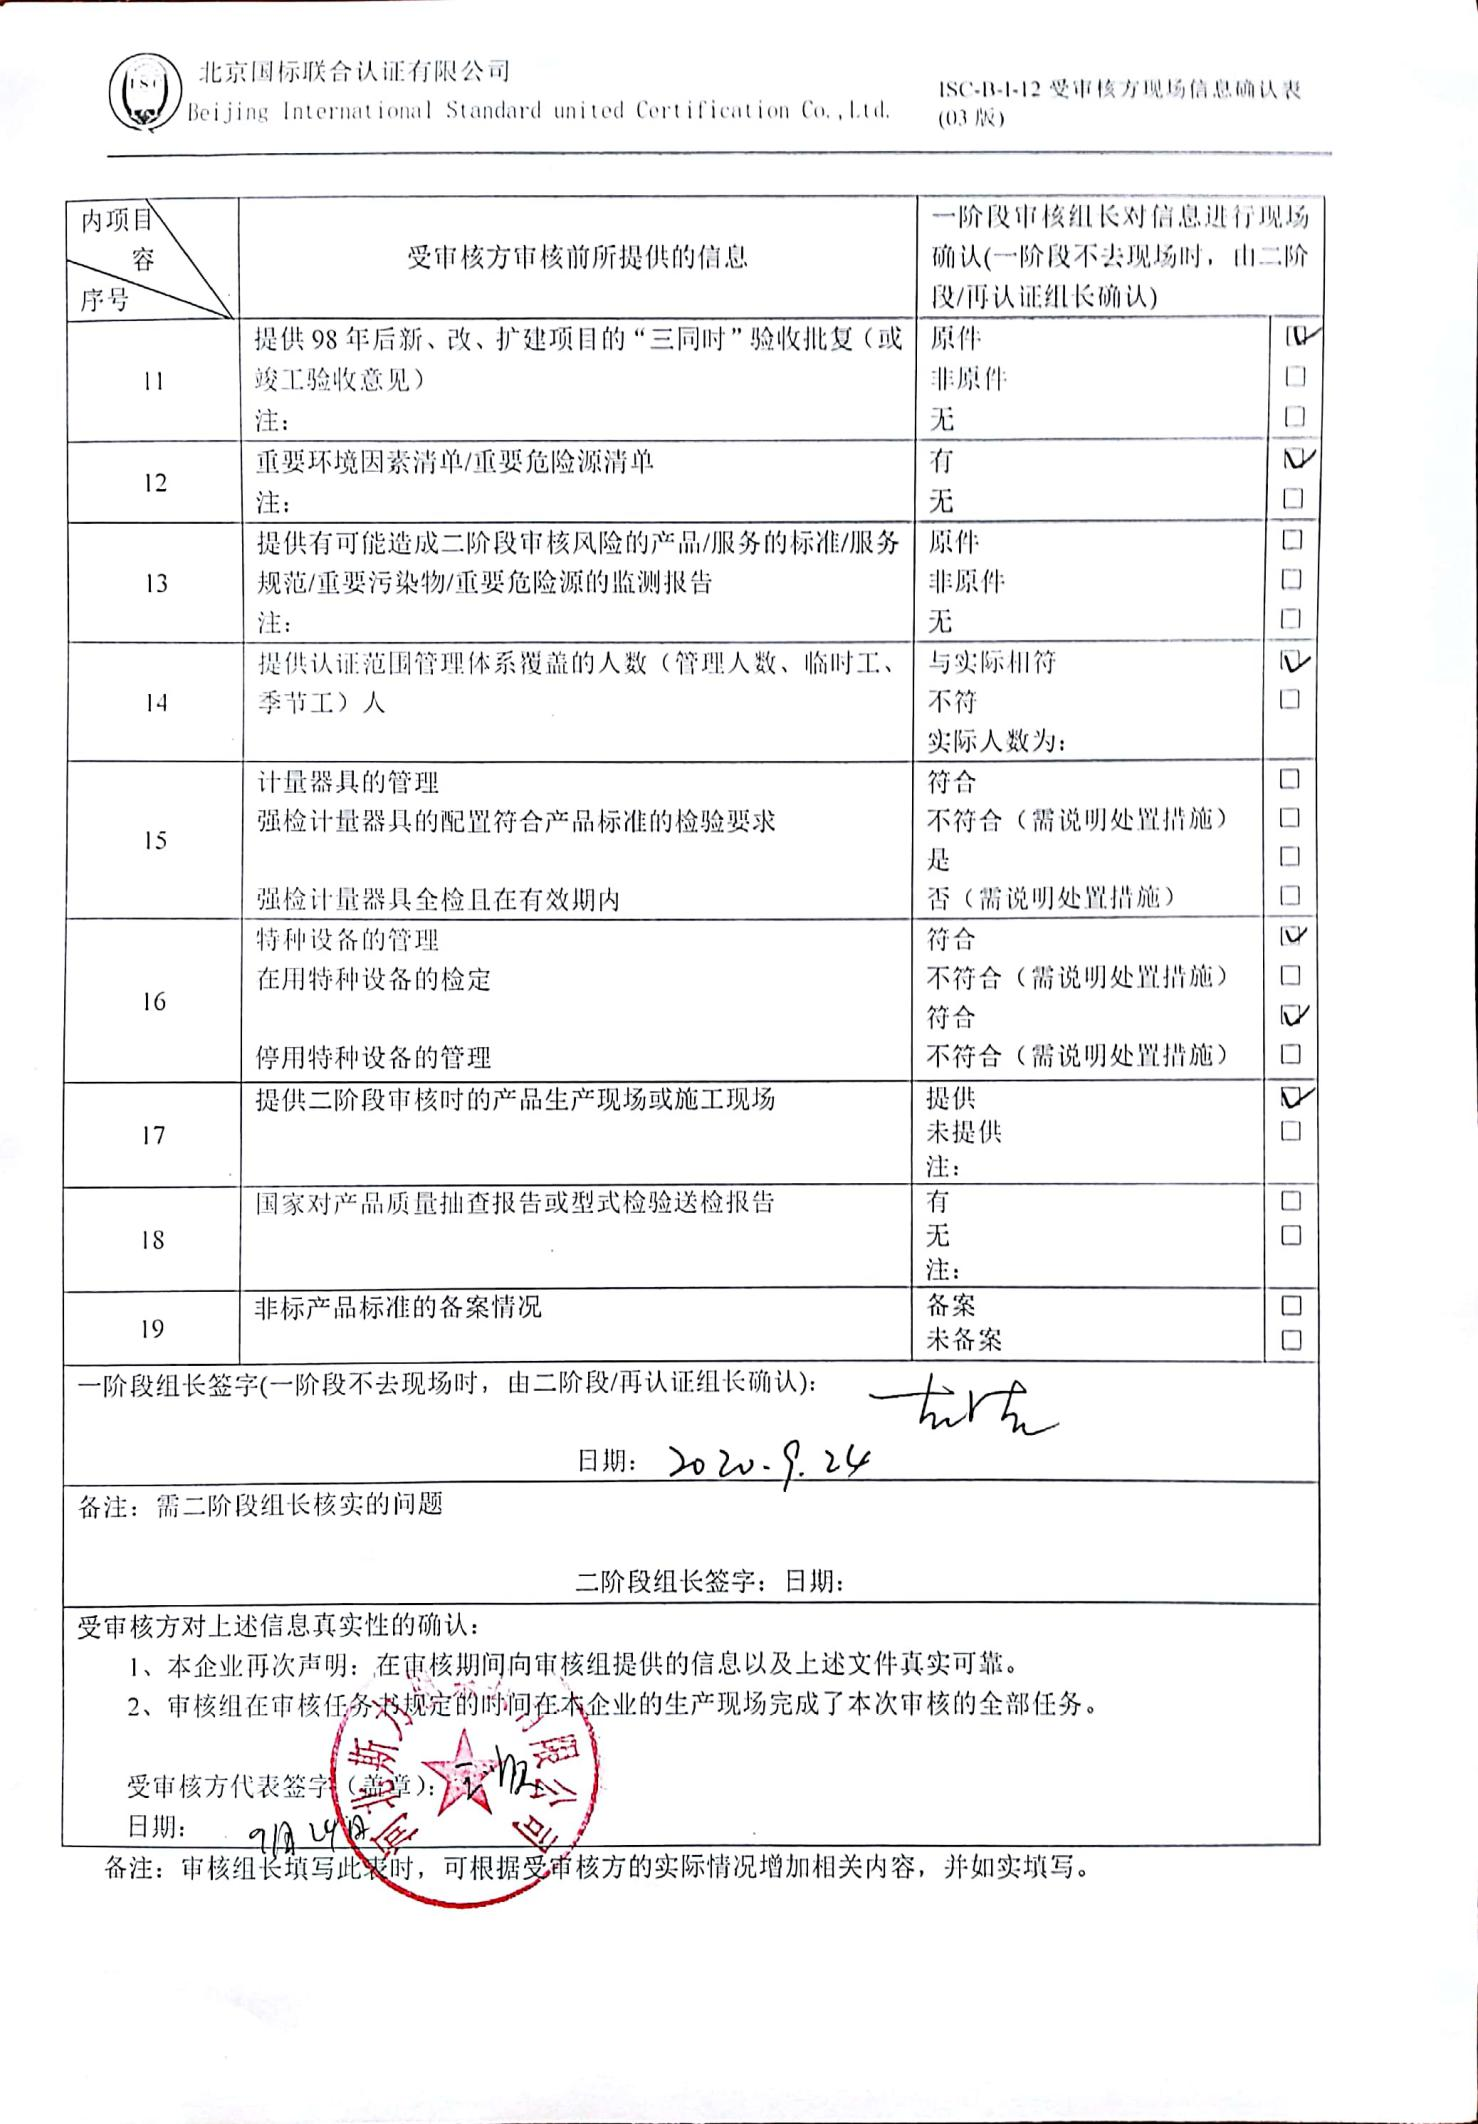 北京国标联合认证有限公司
Beijing International Standard united Certification Co.,Ltd.
ISC-B-I-12 受审核方现场信息确认表
(03 版)
ISC
内项目
容
序号
受审核方审核前所提供的信息
一阶段审核组长对信息进行现场
确认(一阶段不去现场时，由二阶
段/再认证组长确认)
11
提供 98 年后新、改、扩建项目的“三同时”验收批复（或
竣工验收意见）
注：
原件
非原件
无
12
重要环境因素清单/重要危险源清单
注：
有
无
13
提供有可能造成二阶段审核风险的产品/服务的标准/服务
规范/重要污染物/重要危险源的监测报告
注：
原件
非原件
无
14
提供认证范围管理体系覆盖的人数（管理人数、临时工、
季节工）人
与实际相符
不符
实际人数为：
15
计量器具的管理
强检计量器具的配置符合产品标准的检验要求
强检计量器具全检且在有效期内
符合
不符合（需说明处置措施）
是
否（需说明处置措施）
16
特种设备的管理
在用特种设备的检定
停用特种设备的管理
符合
不符合（需说明处置措施）
符合
不符合（需说明处置措施）
17
提供二阶段审核时的产品生产现场或施工现场
提供
未提供
注：
18
国家对产品质量抽查报告或型式检验送检报告
有
无
注：
19
非标产品标准的备案情况
备案
未备案
一阶段组长签字(一阶段不去现场时，由二阶段/再认证组长确认)：
日期： 2020.9.24
备注：需二阶段组长核实的问题
二阶段组长签字：日期：
受审核方对上述信息真实性的确认：
1、本企业再次声明：在审核期间向审核组提供的信息以及上述文件真实可靠。
2、审核组在审核任务书规定的时间在本企业的生产现场完成了本次审核的全部任务。
受审核方代表签字（盖章）：
日期： 9月24日
备注：审核组长填写此表时，可根据受审核方的实际情况增加相关内容，并如实填写。